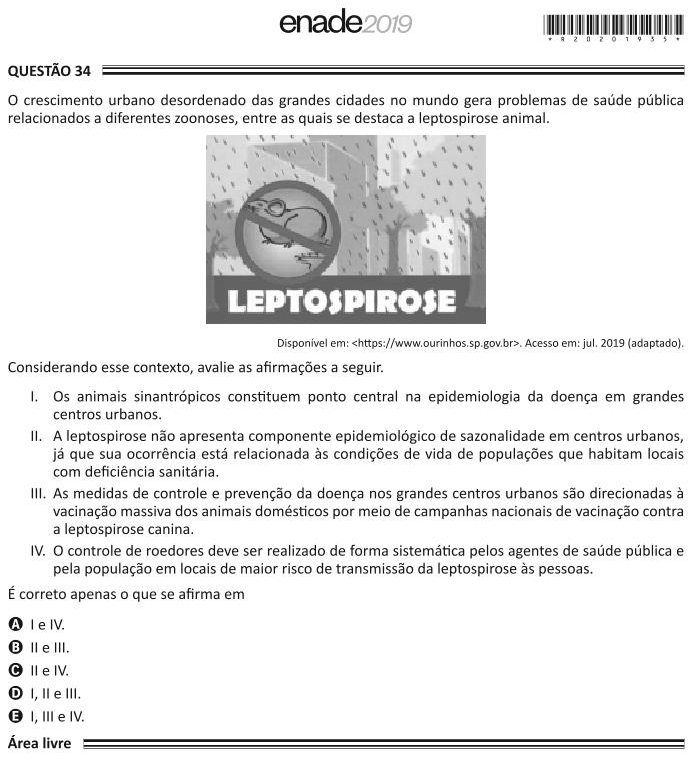 enade2019
* R 2 0 2 0 1 9 3 5 *
QUESTÃO 34
O crescimento urbano desordenado das grandes cidades no mundo gera problemas de saúde pública
relacionados a diferentes zoonoses, entre as quais se destaca a leptospirose animal.
LEPTOSPIROSE
Disponível em: <https://www.ourinhos.sp.gov.br>. Acesso em: jul. 2019 (adaptado).
Considerando esse contexto, avalie as afirmações a seguir.
I. Os animais sinantrópicos constituem ponto central na epidemiologia da doença em grandes
centros urbanos.
II. A leptospirose não apresenta componente epidemiológico de sazonalidade em centros urbanos,
já que sua ocorrência está relacionada às condições de vida de populações que habitam locais
com deficiência sanitária.
III. As medidas de controle e prevenção da doença nos grandes centros urbanos são direcionadas à
vacinação massiva dos animais domésticos por meio de campanhas nacionais de vacinação contra
a leptospirose canina.
IV. O controle de roedores deve ser realizado de forma sistemática pelos agentes de saúde pública e
pela população em locais de maior risco de transmissão da leptospirose às pessoas.
É correto apenas o que se afirma em
A I e IV.
B II e III.
C II e IV.
D I, II e III.
E I, III e IV.
Área livre